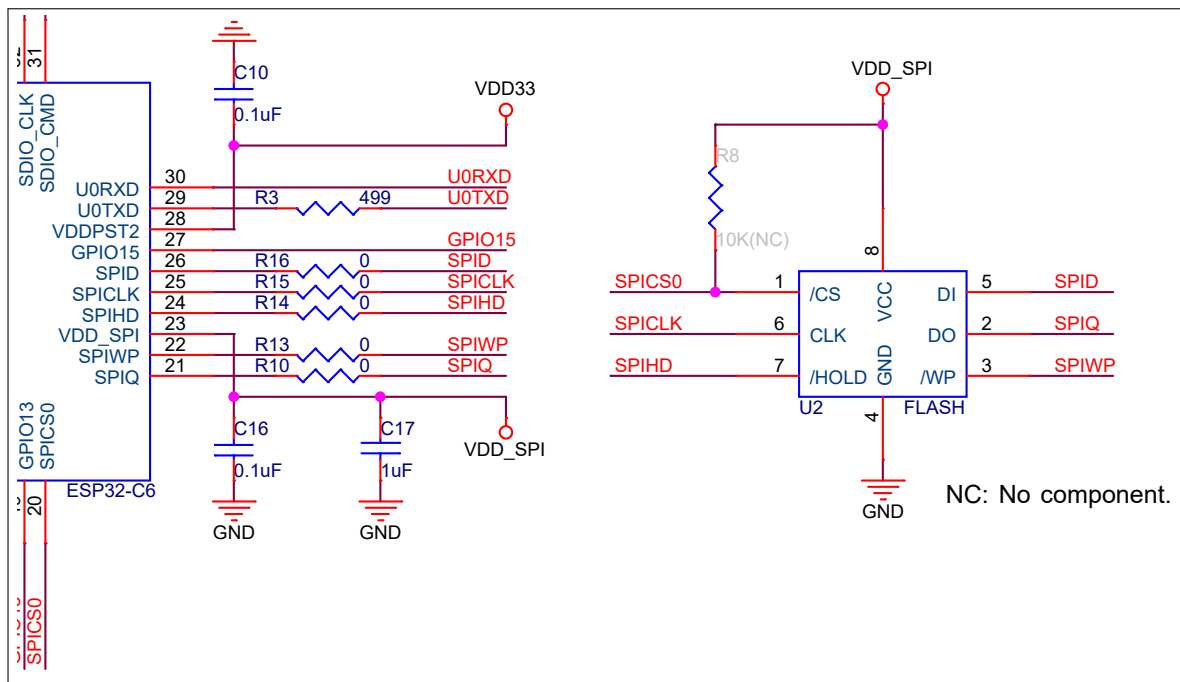 31
SDIO_CLK
SDIO_CMD
C10
0.1uF
VDD33
U0RXD 30 U0RXD
U0TXD 29 R3 499 U0TXD
VDDPST2 28
GPIO15 27 GPIO15
SPID 26 R16 0 SPID
SPICLK 25 R15 0 SPICLK
SPIHD 24 R14 0 SPIHD
VDD_SPI 23
SPIWP 22 R13 0 SPIWP
SPIQ 21 R10 0 SPIQ
GPIO13
SPICS0
ESP32-C6
20
SPICS0
C16
0.1uF
GND
C17
1uF
GND
VDD_SPI
VDD_SPI
R8
10K(NC)
8
SPICS0 1 /CS VCC DI 5 SPID
SPICLK 6 CLK DO 2 SPIQ
SPIHD 7 /HOLD GND /WP 3 SPIWP
U2 FLASH
4
GND
NC: No component.